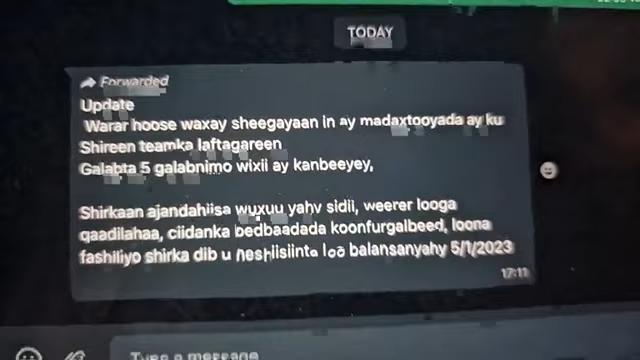 TODAY
Forwarded
Update
Warar hoose waxay sheegayaan in ay madaxtooyada ay ku
Shireen teamka laftagareen
Galabta 5 galabnimo wixii ay kanbeeyey,
Shirkaan ajandahiisa wuxuu yahy sidii, weerer looga
qaadilahaa, ciidanka bedbaadada koonfurgalbeed, loona
fashiliyo shirka dib u heshiisiinta loo balansanyahy 5/1/2023
17:11
Type a message